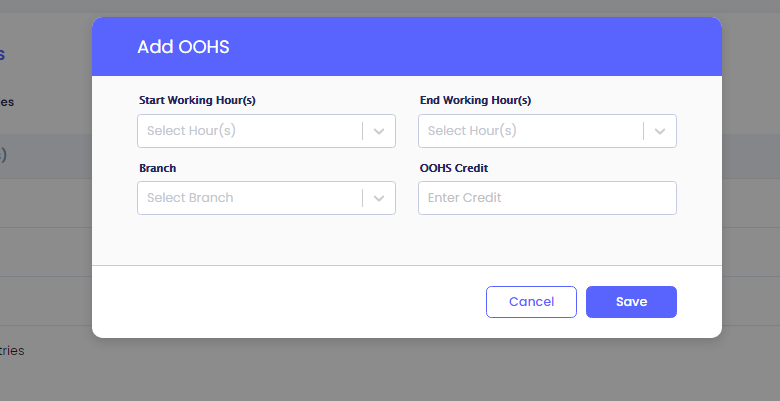 Add OOHS
s
es
Start Working Hour(s)
End Working Hour(s)
Select Hour(s)
Select Hour(s)
)
Branch
OOHS Credit
Select Branch
Enter Credit
Cancel
Save
tries